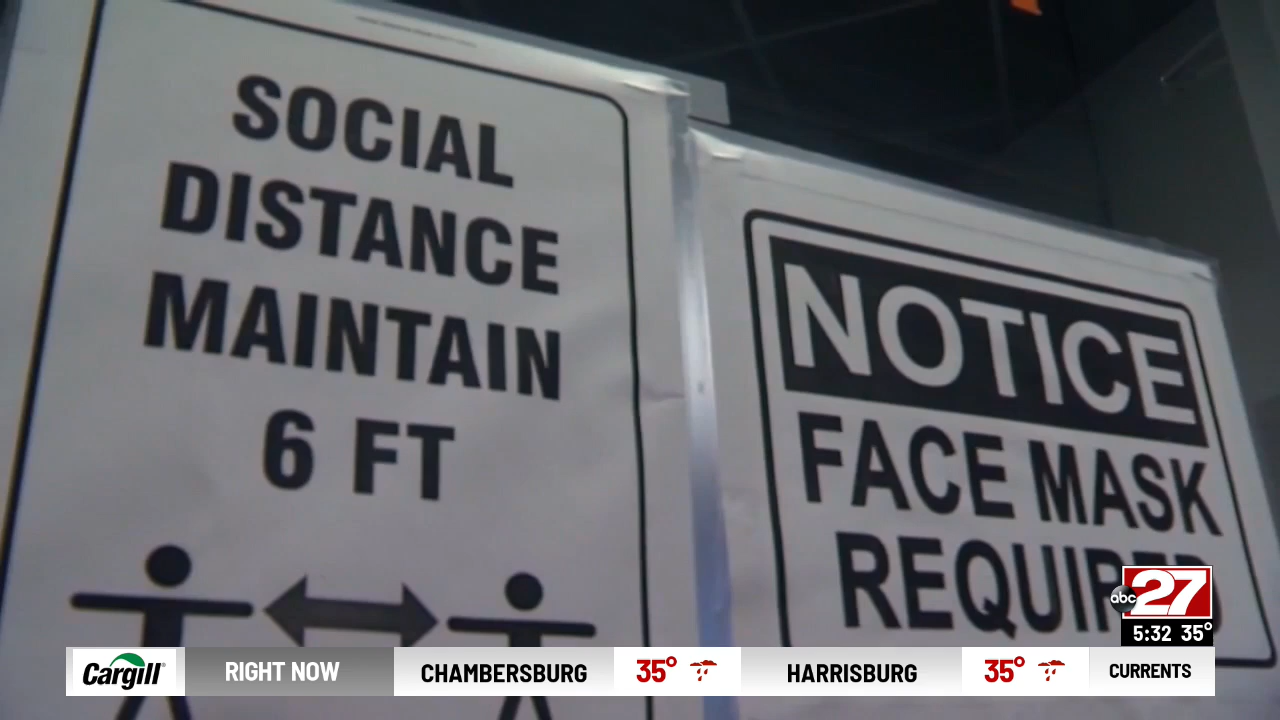 SOCIAL
DISTANCE
MAINTAIN
6 FT
NOTICE
FACE MASK
REQUIRED
abc 27
5:32 35°
Cargill RIGHT NOW CHAMBERSBURG 35° HARRISBURG 35° CURRENTS